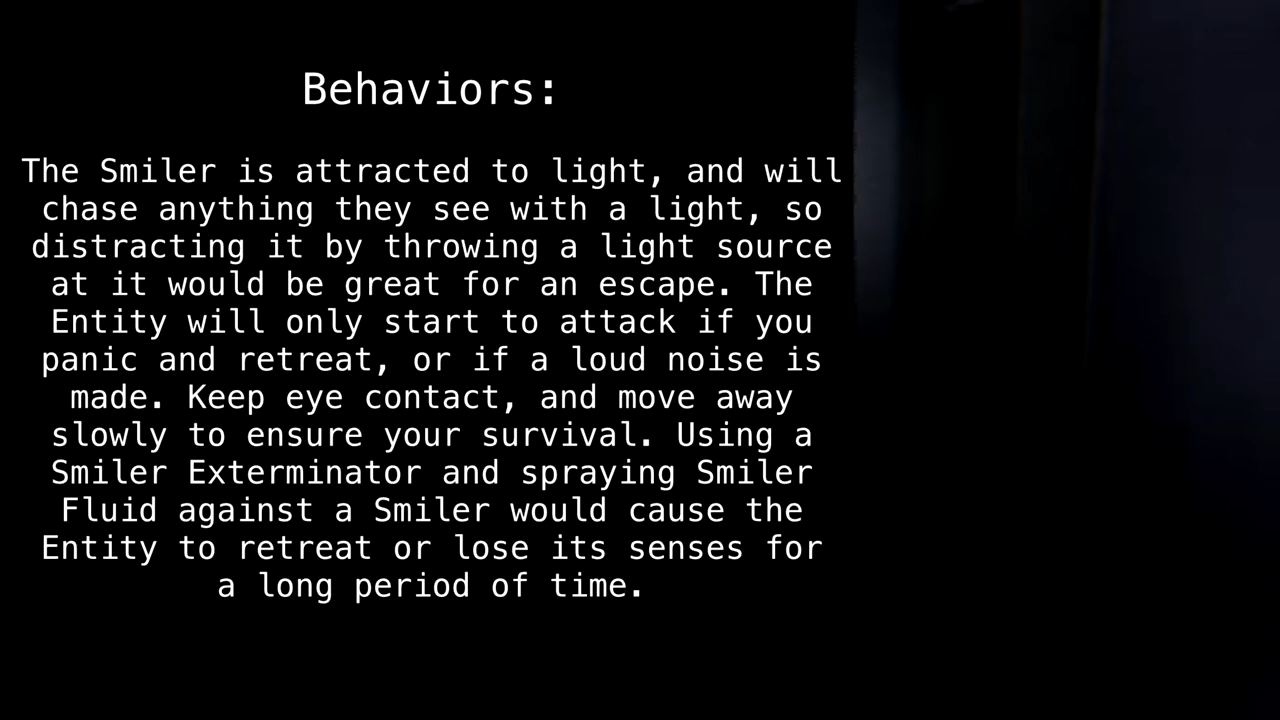 Behaviors:
The Smiler is attracted to light, and will
chase anything they see with a light, so
distracting it by throwing a light source
at it would be great for an escape. The
Entity will only start to attack if you
panic and retreat, or if a loud noise is
made. Keep eye contact, and move away
slowly to ensure your survival. Using a
Smiler Exterminator and spraying Smiler
Fluid against a Smiler would cause the
Entity to retreat or lose its senses for
a long period of time.